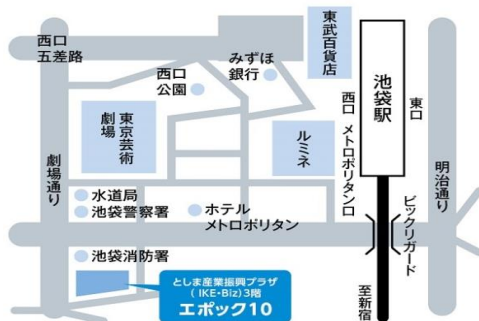 西口
五差路
みずほ
銀行
東武百貨店
西口
公園
池袋駅
東口
西口 メトロポリタン口
東京芸術
劇場
ルミネ
劇場通り
明治通り
水道局
池袋警察署
ホテル
メトロポリタン
ビックリガード
池袋消防署
としま産業振興プラザ
(IKE・Biz)3階
エポック10
至新宿